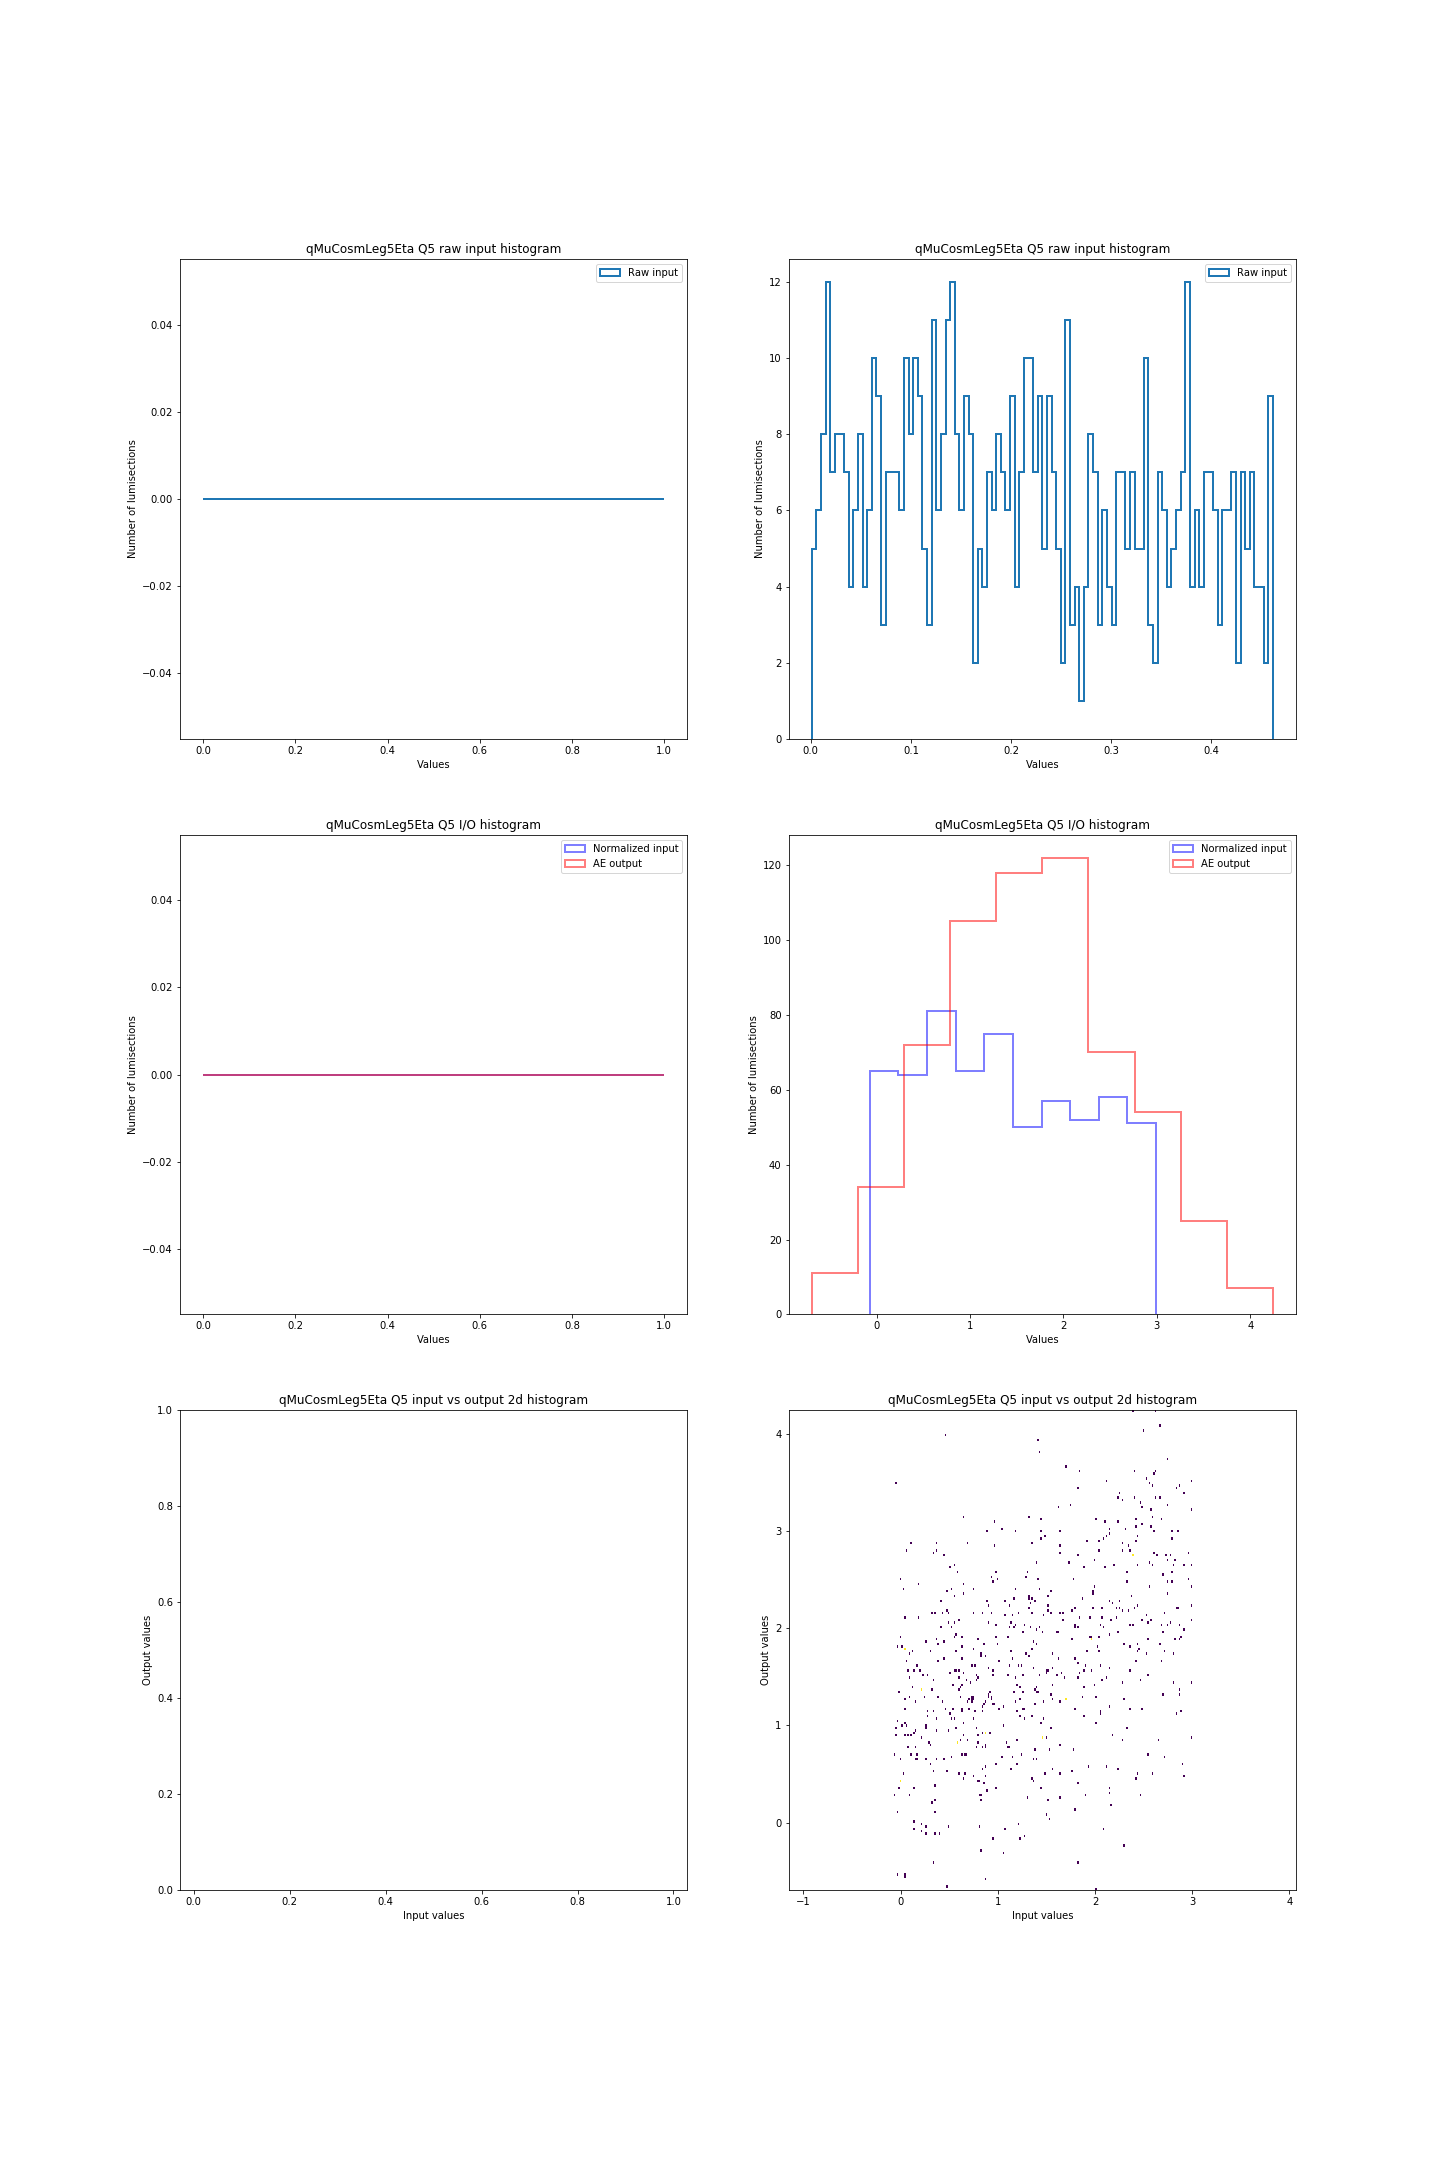 qMuCosmLeg5Eta Q5 raw input histogram
Raw input
0.04
0.02
0.00
−0.02
−0.04
Number of lumisections
0.0 0.2 0.4 0.6 0.8 1.0
Values
qMuCosmLeg5Eta Q5 raw input histogram
Raw input
12
10
8
6
4
2
0
Number of lumisections
0.0 0.1 0.2 0.3 0.4
Values
qMuCosmLeg5Eta Q5 I/O histogram
Normalized input
AE output
0.04
0.02
0.00
−0.02
−0.04
Number of lumisections
0.0 0.2 0.4 0.6 0.8 1.0
Values
qMuCosmLeg5Eta Q5 I/O histogram
Normalized input
AE output
120
100
80
60
40
20
0
Number of lumisections
0 1 2 3 4
Values
qMuCosmLeg5Eta Q5 input vs output 2d histogram
1.0
0.8
0.6
0.4
0.2
0.0
Output values
0.0 0.2 0.4 0.6 0.8 1.0
Input values
qMuCosmLeg5Eta Q5 input vs output 2d histogram
4
3
2
1
0
Output values
−1 0 1 2 3 4
Input values